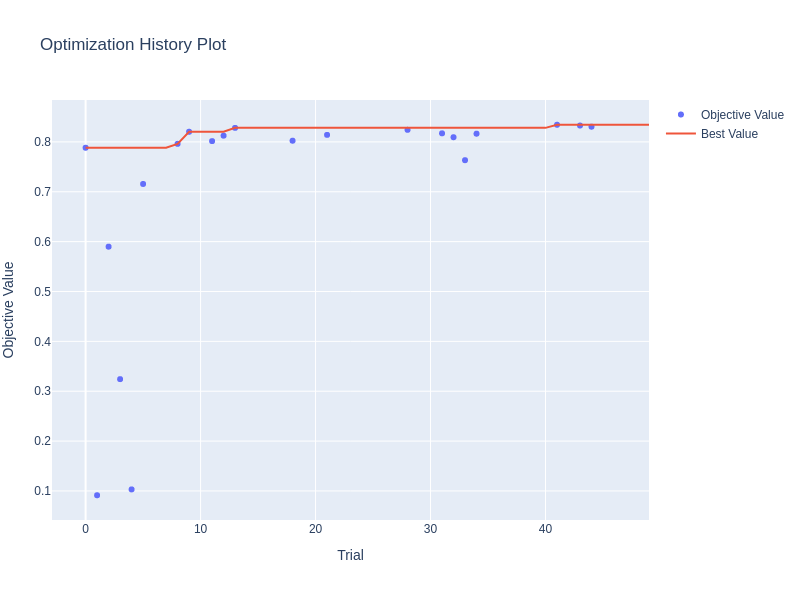 Optimization History Plot
Objective Value
Best Value
0.8
0.7
0.6
0.5
0.4
0.3
0.2
0.1
Objective Value
0 10 20 30 40
Trial